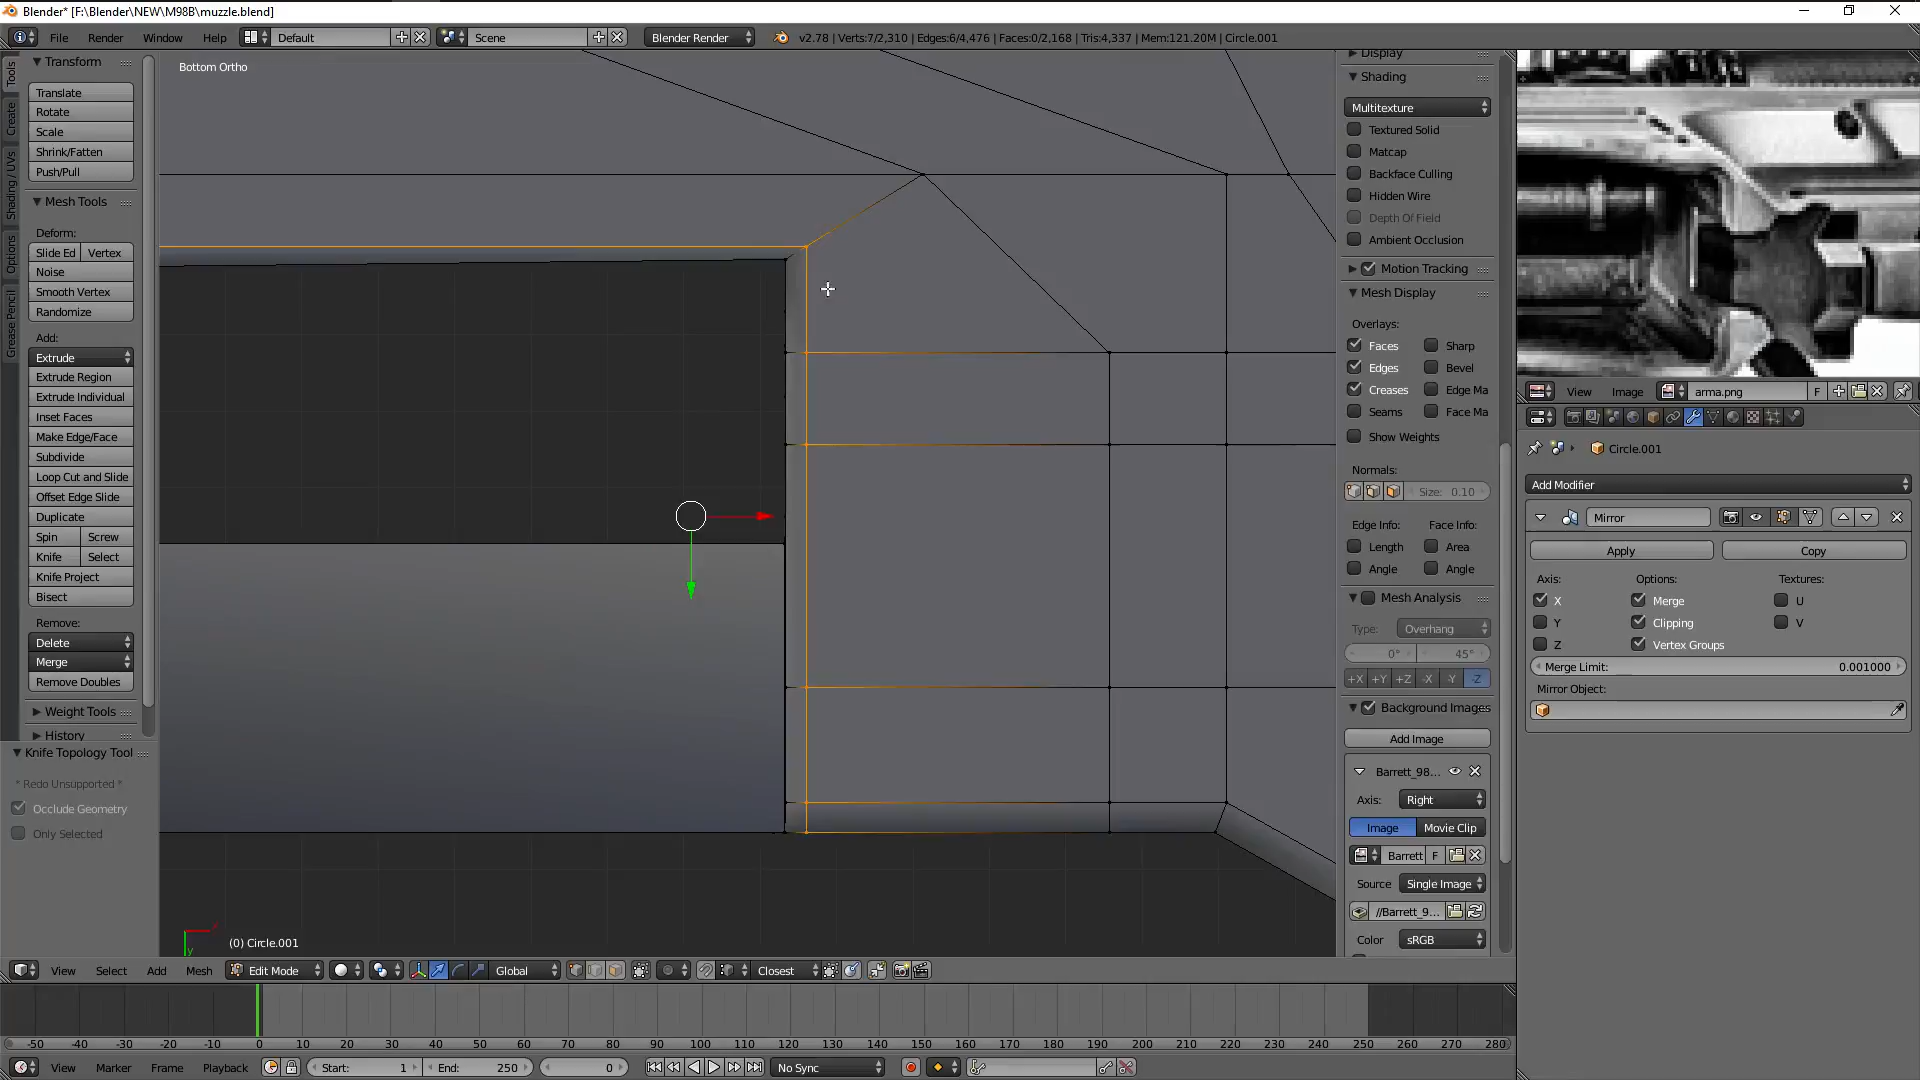 Blender* [F:\Blender\NEW\M98B\muzzle.blend]
File Render Window Help Default Scene Blender Render v2.78 | Verts:7/2,310 | Edges:6/4,476 | Faces:0/2,168 | Tris:4,337 | Mem:121.20M | Circle.001
Tools
Create
Shading / UVs
Options
Grease Pencil
Transform
Translate
Rotate
Scale
Shrink/Fatten
Push/Pull
Mesh Tools
Deform:
Slide Ed Vertex
Noise
Smooth Vertex
Randomize
Add:
Extrude
Extrude Region
Extrude Individual
Inset Faces
Make Edge/Face
Subdivide
Loop Cut and Slide
Offset Edge Slide
Duplicate
Spin Screw
Knife Select
Knife Project
Bisect
Remove:
Delete
Merge
Remove Doubles
Weight Tools
History
Knife Topology Tool
* Redo Unsupported *
Occlude Geometry
Only Selected
Bottom Ortho
(0) Circle.001
Display
Shading
Multitexture
Textured Solid
Matcap
Backface Culling
Hidden Wire
Depth Of Field
Ambient Occlusion
Motion Tracking
Mesh Display
Overlays:
Faces Sharp
Edges Bevel
Creases Edge Ma
Seams Face Ma
Show Weights
Normals:
Size: 0.10
Edge Info: Face Info:
Length Area
Angle Angle
Mesh Analysis
Type: Overhang
0° 45°
+X +Y +Z -X -Y -Z
Background Images
Add Image
Barrett_98...
Axis: Right
Image Movie Clip
Barrett F
Source Single Image
//Barrett_9...
Color sRGB
View Image arma.png F
Circle.001
Add Modifier
Mirror
Apply Copy
Axis: Options: Textures:
X Merge U
Y Clipping V
Z Vertex Groups
Merge Limit: 0.001000
Mirror Object:
View Select Add Mesh Edit Mode Global Closest
-50 -40 -30 -20 -10 0 10 20 30 40 50 60 70 80 90 100 110 120 130 140 150 160 170 180 190 200 210 220 230 240 250 260 270 280
View Marker Frame Playback Start: 1 End: 250 0 No Sync